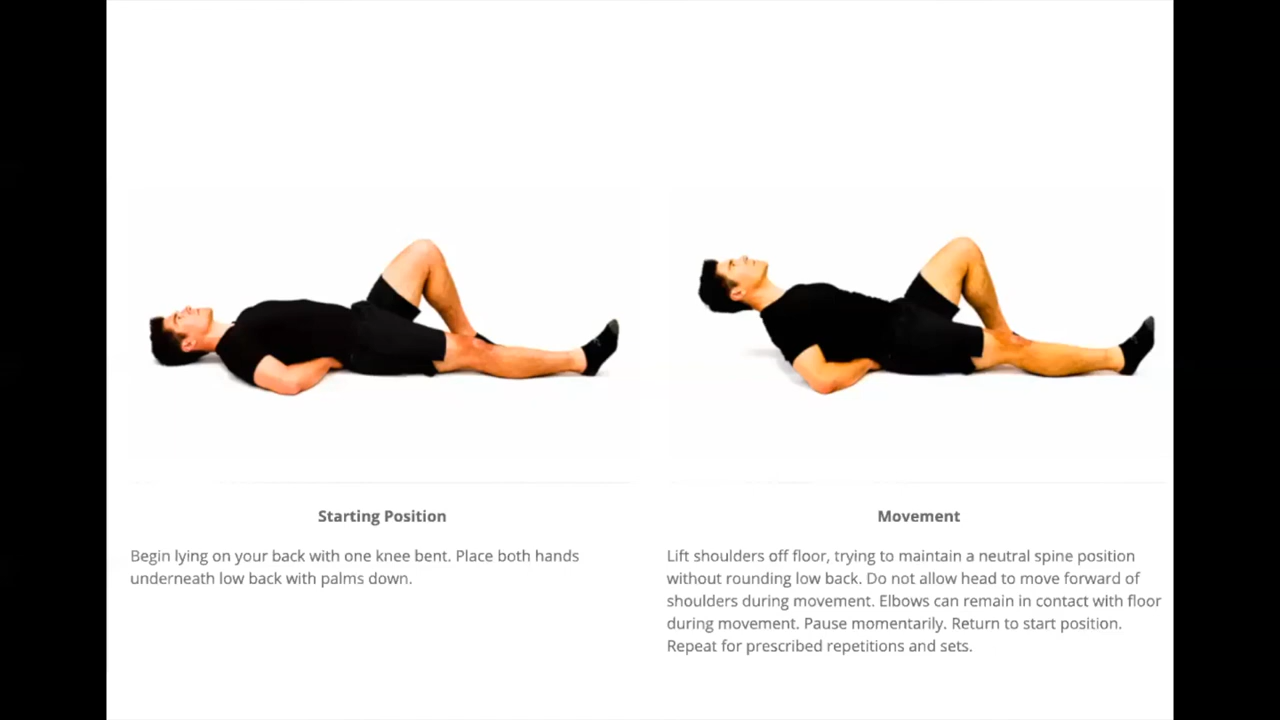 Starting Position
Begin lying on your back with one knee bent. Place both hands
underneath low back with palms down.
Movement
Lift shoulders off floor, trying to maintain a neutral spine position
without rounding low back. Do not allow head to move forward of
shoulders during movement. Elbows can remain in contact with floor
during movement. Pause momentarily. Return to start position.
Repeat for prescribed repetitions and sets.